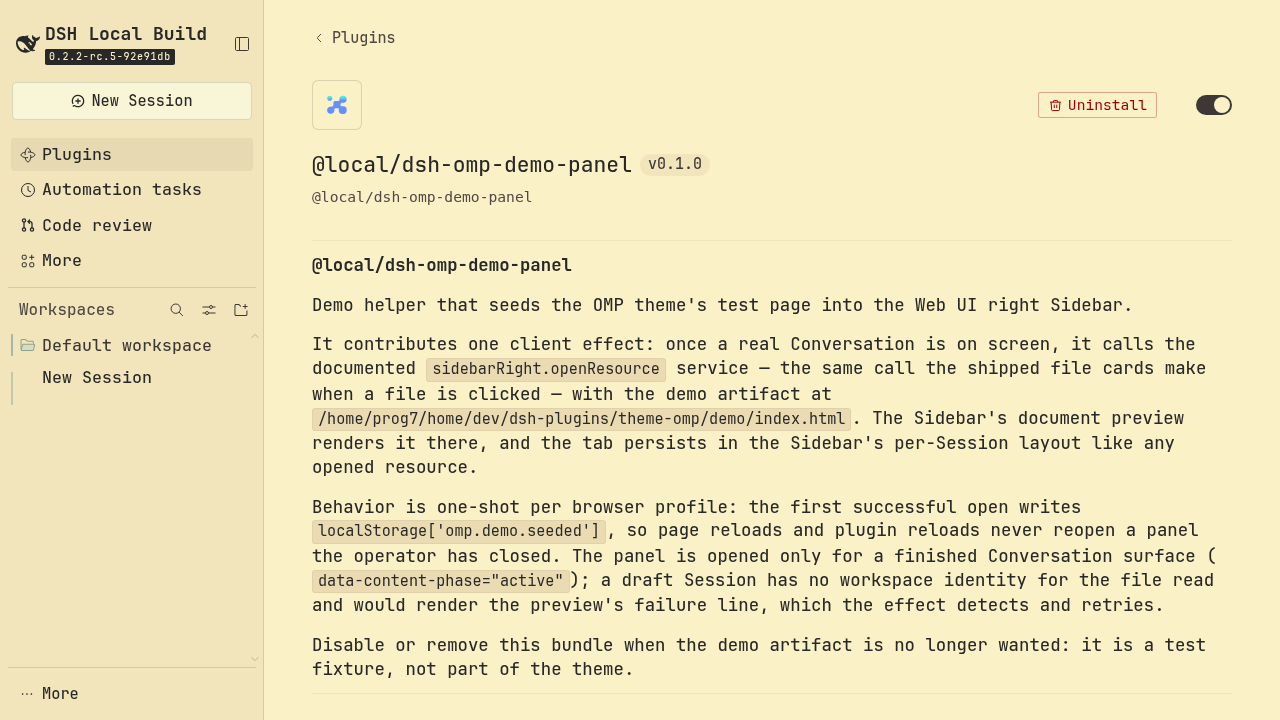 DSH Local Build
0.2.2-rc.5-92e91db
New Session
Plugins
Automation tasks
Code review
More
Workspaces
Default workspace
New Session
More
Plugins
Uninstall
@local/dsh-omp-demo-panel v0.1.0
@local/dsh-omp-demo-panel
@local/dsh-omp-demo-panel
Demo helper that seeds the OMP theme's test page into the Web UI right Sidebar.
It contributes one client effect: once a real Conversation is on screen, it calls the
documented sidebarRight.openResource service — the same call the shipped file cards make
when a file is clicked — with the demo artifact at
/home/prog7/home/dev/dsh-plugins/theme-omp/demo/index.html. The Sidebar's document preview
renders it there, and the tab persists in the Sidebar's per-Session layout like any
opened resource.
Behavior is one-shot per browser profile: the first successful open writes
localStorage['omp.demo.seeded'], so page reloads and plugin reloads never reopen a panel
the operator has closed. The panel is opened only for a finished Conversation surface (
data-content-phase="active"); a draft Session has no workspace identity for the file read
and would render the preview's failure line, which the effect detects and retries.
Disable or remove this bundle when the demo artifact is no longer wanted: it is a test
fixture, not part of the theme.